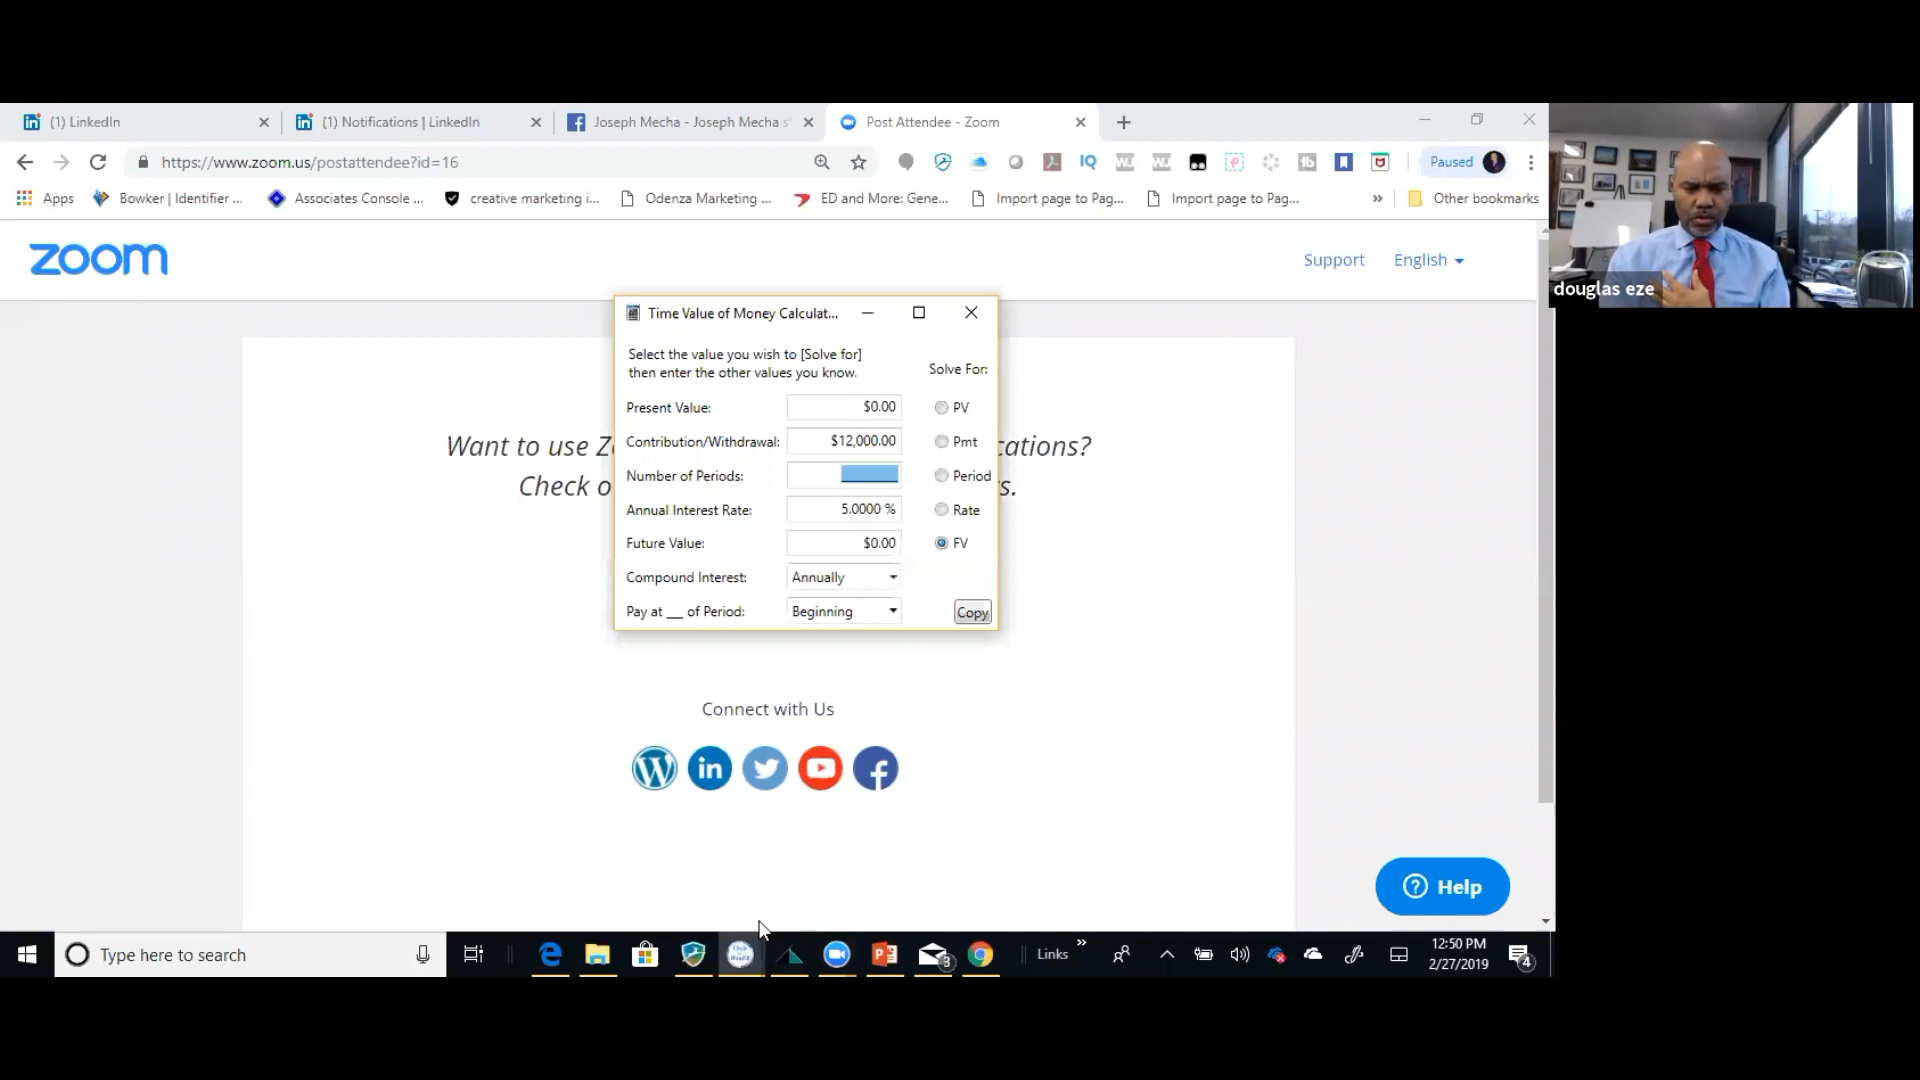 (1) LinkedIn
(1) Notifications | LinkedIn
Joseph Mecha - Joseph Mecha s'
Post Attendee - Zoom
https://www.zoom.us/postattendee?id=16
Paused
Apps
Bowker | Identifier ...
Associates Console ...
creative marketing i...
Odenza Marketing ...
ED and More: Gene...
Import page to Pag...
Import page to Pag...
Other bookmarks
zoom
Support
English
douglas eze
Time Value of Money Calculat...
Select the value you wish to [Solve for]
then enter the other values you know.
Solve For:
Present Value: $0.00 PV
Contribution/Withdrawal: $12,000.00 Pmt
Number of Periods: Period
Annual Interest Rate: 5.0000 % Rate
Future Value: $0.00 FV
Compound Interest: Annually
Pay at __ of Period: Beginning
Copy
Want to use Z cations?
Check o s.
Connect with Us
Help
Type here to search
Links
12:50 PM
2/27/2019
3
4